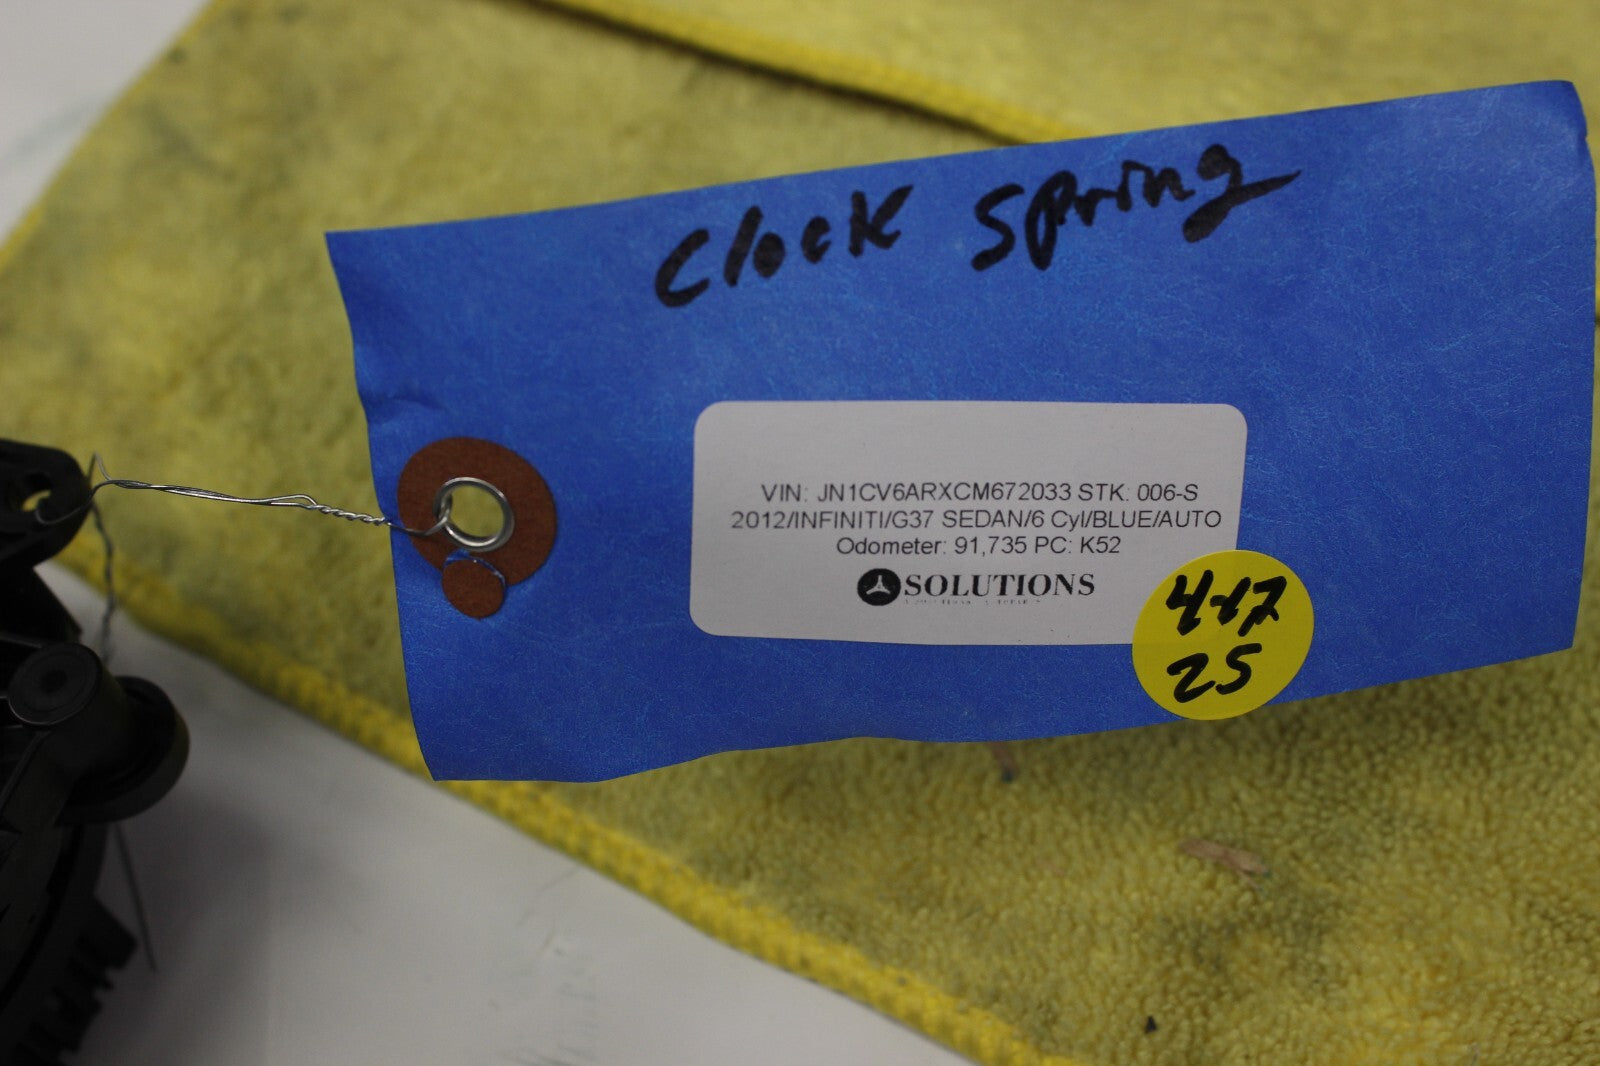 Clock Spring
VIN: JN1CV6ARXCM672033 STK: 006-S
2012/INFINITI/G37 SEDAN/6 Cyl/BLUE/AUTO
Odometer: 91,735 PC: K52
SOLUTIONS
4-17
25